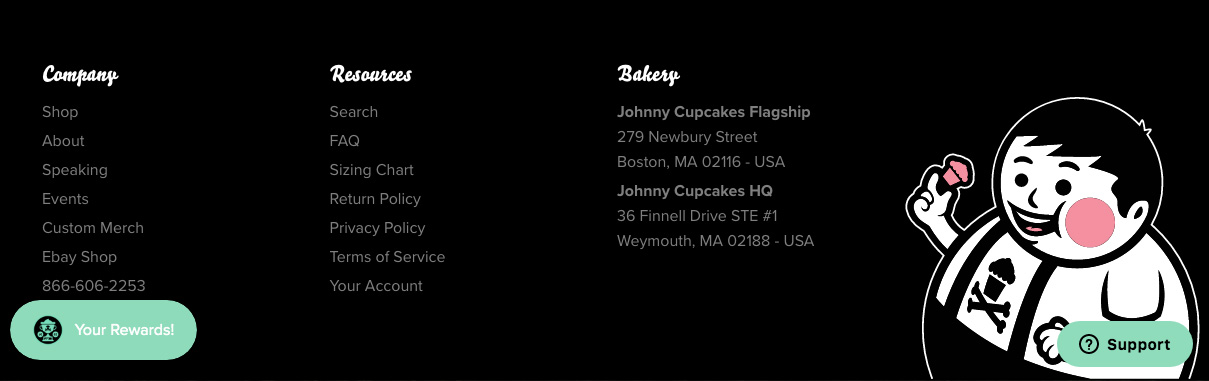 Company
Shop
About
Speaking
Events
Custom Merch
Ebay Shop
866-606-2253
Resources
Search
FAQ
Sizing Chart
Return Policy
Privacy Policy
Terms of Service
Your Account
Bakery
Johnny Cupcakes Flagship
279 Newbury Street
Boston, MA 02116 - USA
Johnny Cupcakes HQ
36 Finnell Drive STE #1
Weymouth, MA 02188 - USA
Your Rewards!
Support